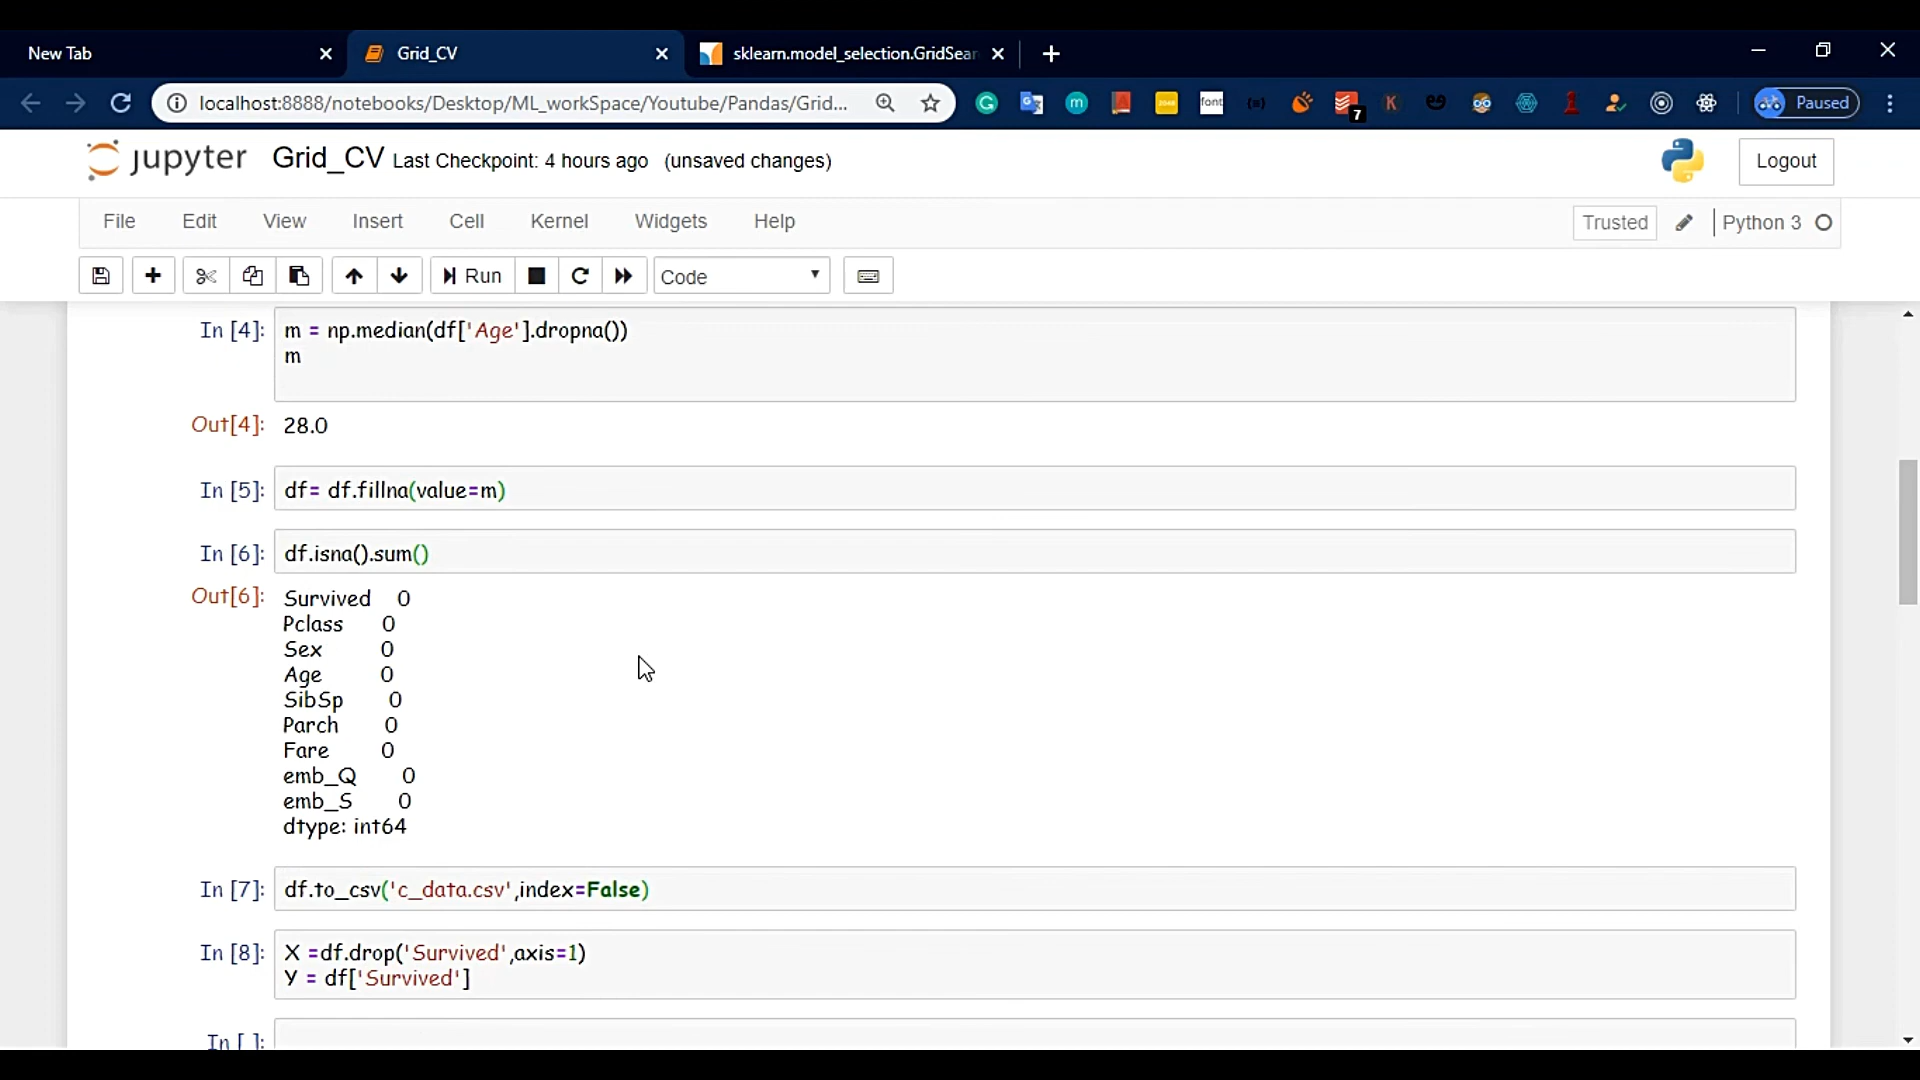 New Tab
Grid_CV
sklearn.model_selection.GridSear
localhost:8888/notebooks/Desktop/ML_workSpace/Youtube/Pandas/Grid...
font
7
K
Paused
jupyter Grid_CV Last Checkpoint: 4 hours ago (unsaved changes)
Logout
File Edit View Insert Cell Kernel Widgets Help
Trusted
Python 3
Run
Code
In [4]: m = np.median(df['Age'].dropna())
m
Out[4]: 28.0
In [5]: df= df.fillna(value=m)
In [6]: df.isna().sum()
Out[6]: Survived 0
Pclass 0
Sex 0
Age 0
SibSp 0
Parch 0
Fare 0
emb_Q 0
emb_S 0
dtype: int64
In [7]: df.to_csv('c_data.csv',index=False)
In [8]: X =df.drop('Survived',axis=1)
Y = df['Survived']
In [ ]: